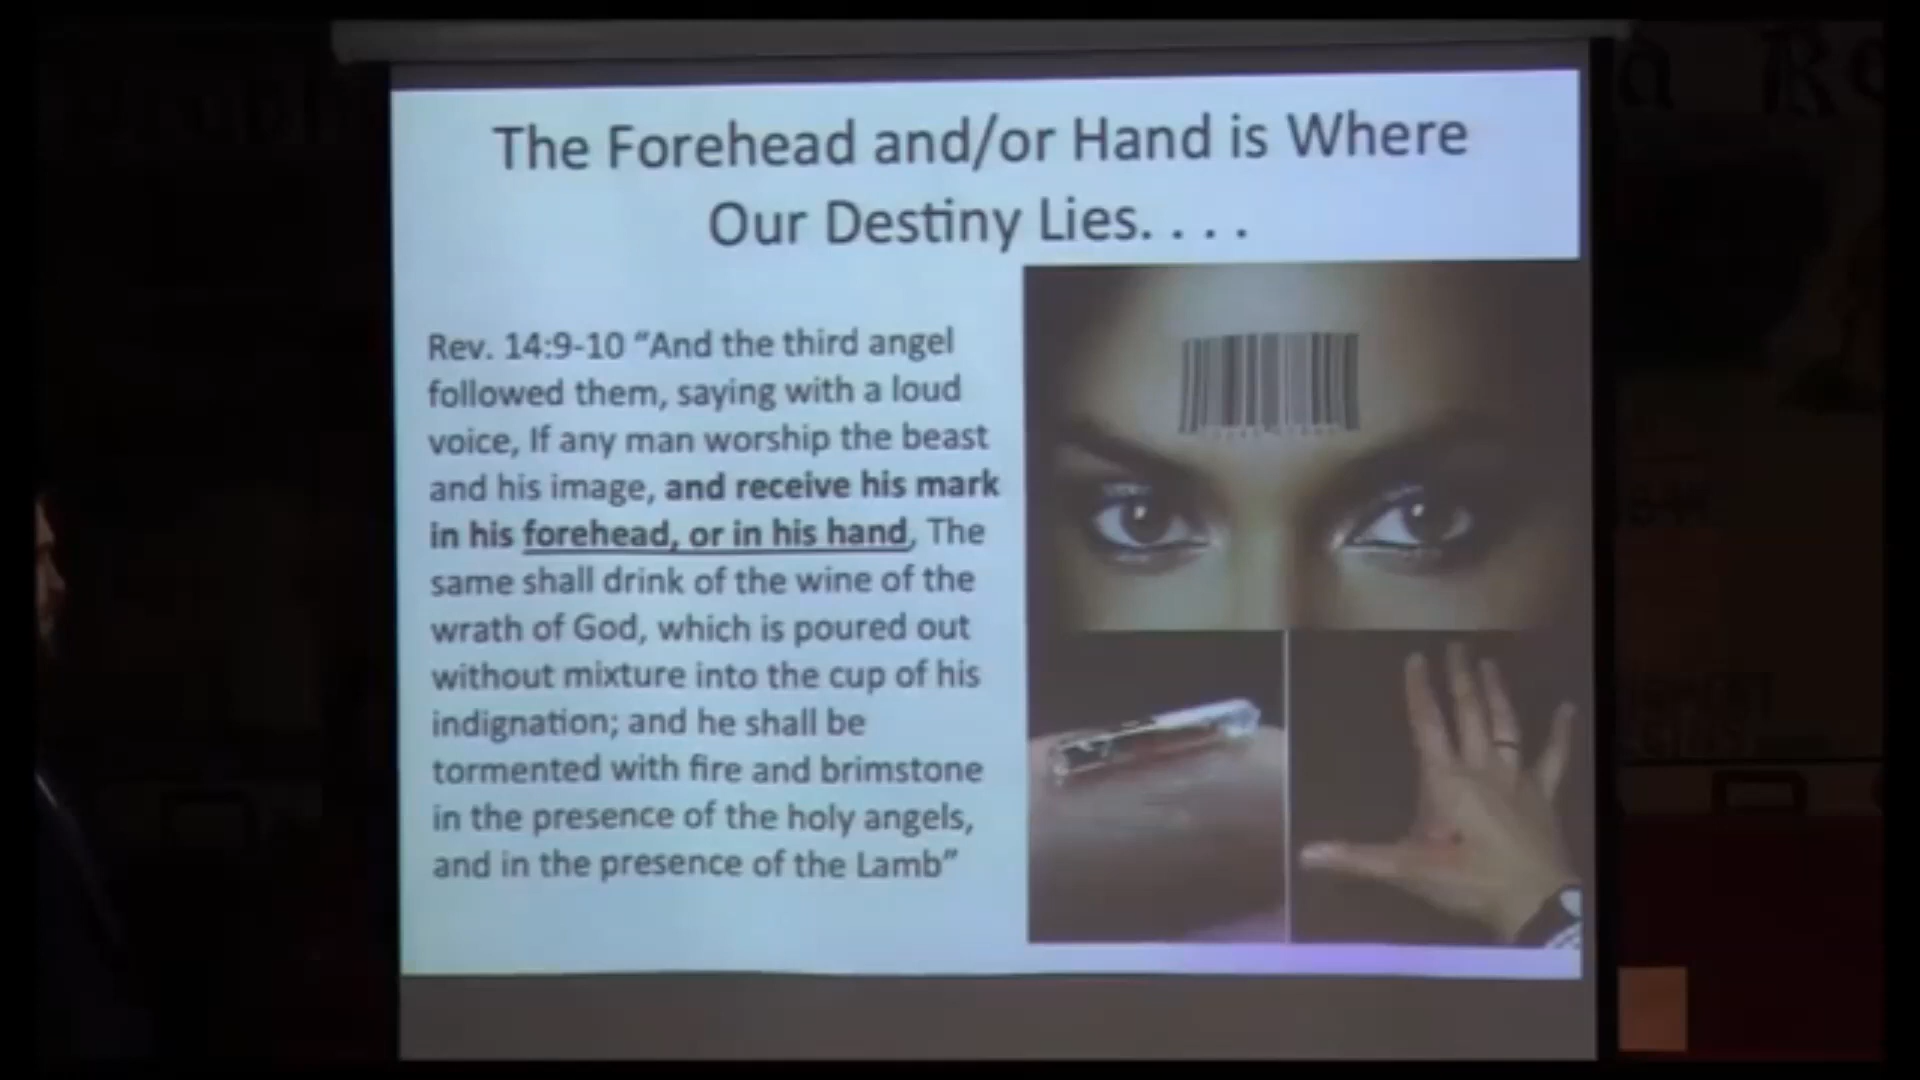 The Forehead and/or Hand is Where
Our Destiny Lies. . . .
Rev. 14:9-10 “And the third angel
followed them, saying with a loud
voice, If any man worship the beast
and his image, and receive his mark
in his forehead, or in his hand, The
same shall drink of the wine of the
wrath of God, which is poured out
without mixture into the cup of his
indignation; and he shall be
tormented with fire and brimstone
in the presence of the holy angels,
and in the presence of the Lamb”